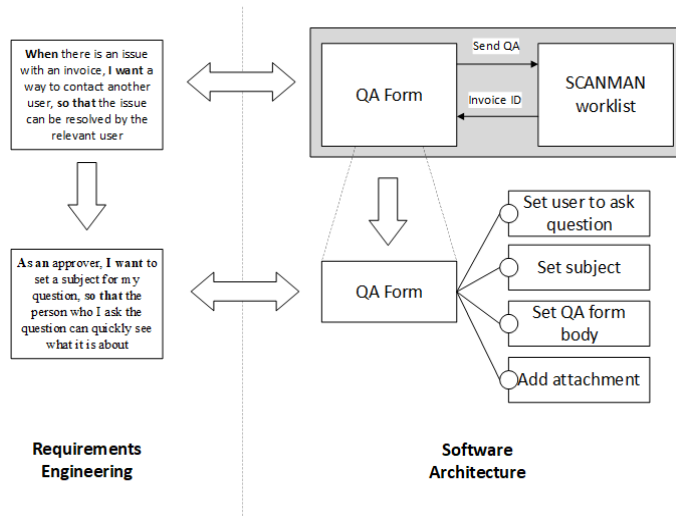 When there is an issue
with an invoice, I want a
way to contact another
user, so that the issue
can be resolved by the
relevant user
QA Form
Send QA
Invoice ID
SCANMAN
worklist
As an approver, I want to
set a subject for my
question, so that the
person who I ask the
question can quickly see
what it is about
QA Form
Set user to ask
question
Set subject
Set QA form
body
Add attachment
Requirements
Engineering
Software
Architecture